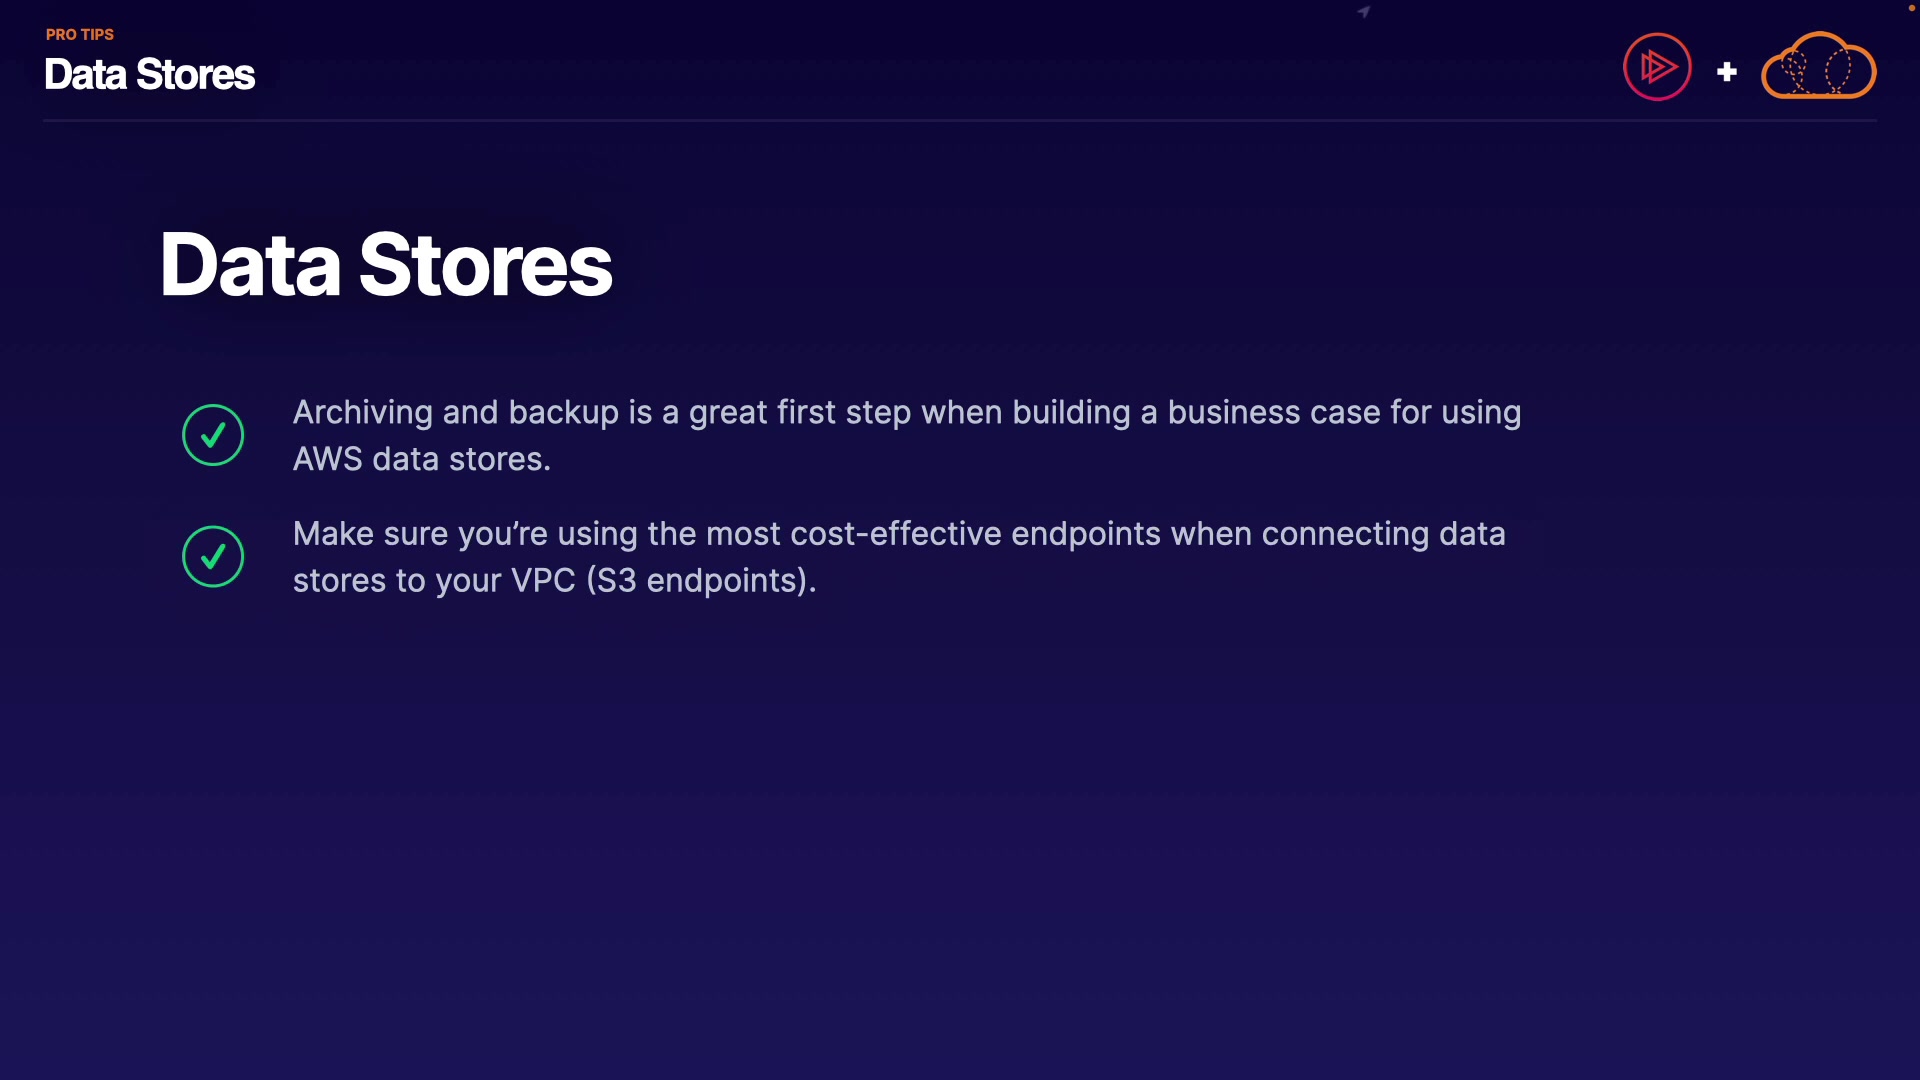 PRO TIPS
Data Stores
Data Stores
Archiving and backup is a great first step when building a business case for using
AWS data stores.
Make sure you’re using the most cost-effective endpoints when connecting data
stores to your VPC (S3 endpoints).